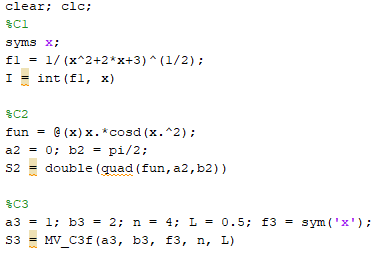 clear; clc;
%C1
syms x;
f1 = 1/(x^2+2*x+3)^(1/2);
I = int(f1, x)
%C2
fun = @(x)x.*cosd(x.^2);
a2 = 0; b2 = pi/2;
S2 = double(quad(fun,a2,b2))
%C3
a3 = 1; b3 = 2; n = 4; L = 0.5; f3 = sym('x');
S3 = MV_C3f(a3, b3, f3, n, L)